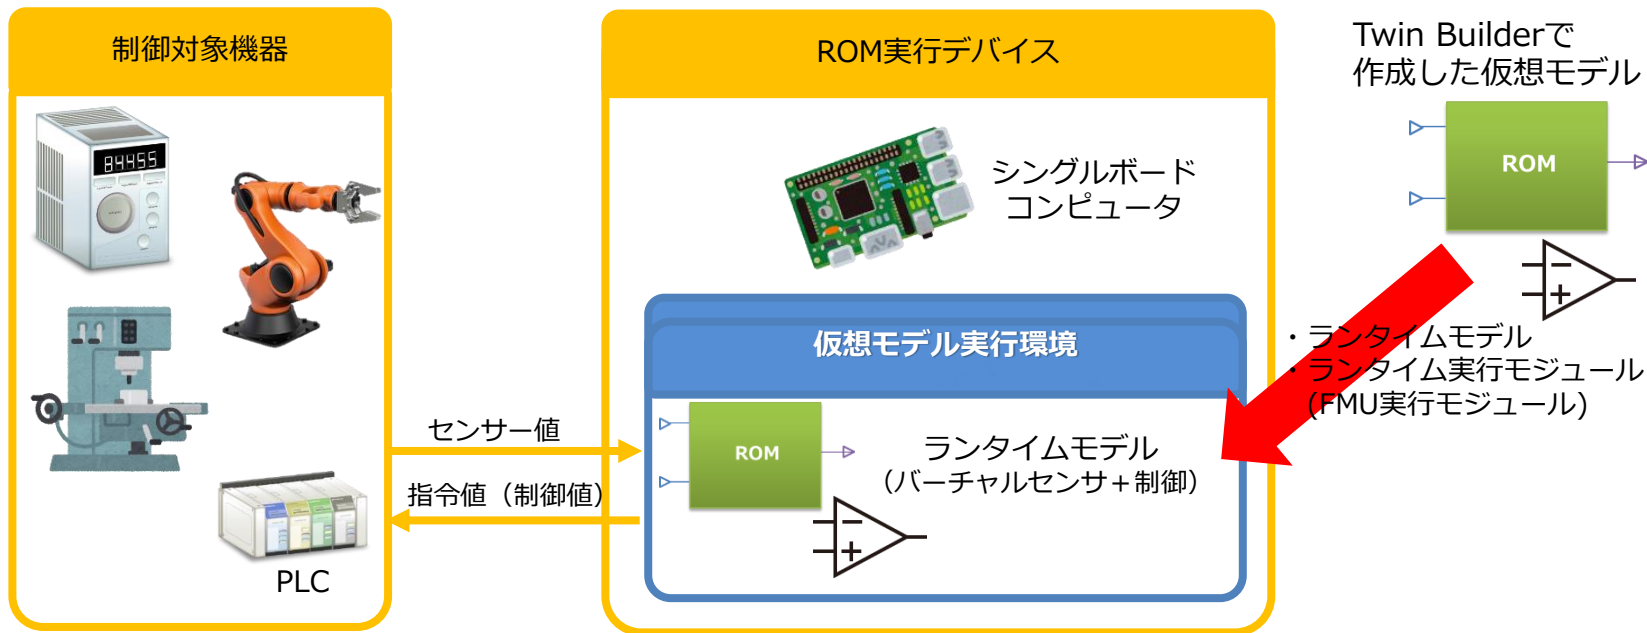 制御対象機器
84455
PLC
センサー値
指令値（制御値）
ROM実行デバイス
シングルボード
コンピュータ
仮想モデル実行環境
ROM
ランタイムモデル
（バーチャルセンサ＋制御）
Twin Builderで
作成した仮想モデル
ROM
・ランタイムモデル
・ランタイム実行モジュール
(FMU実行モジュール)